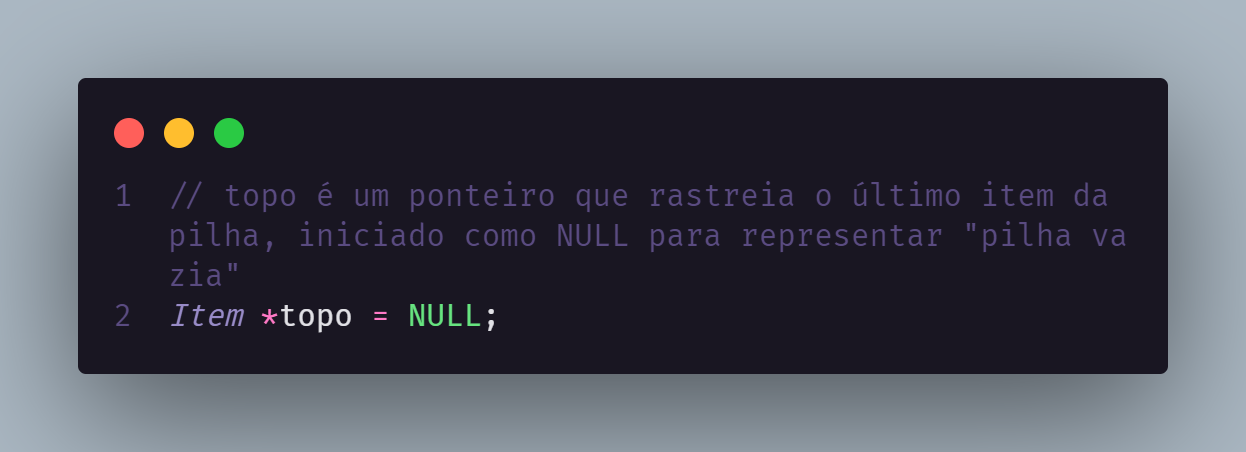 1 // topo é um ponteiro que rastreia o último item da
pilha, iniciado como NULL para representar "pilha va
zia"
2 Item *topo = NULL;